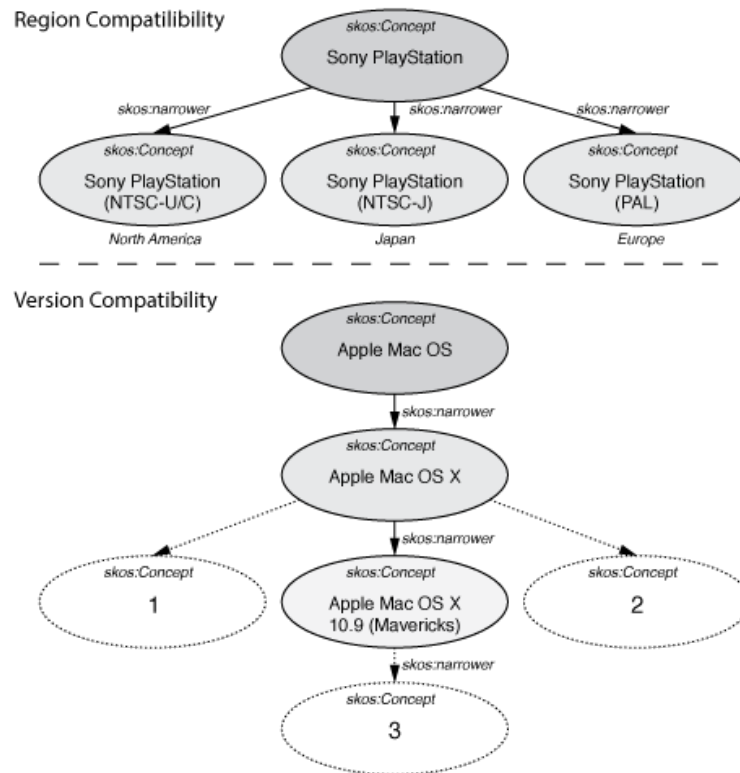 Region Compatilibility
skos:Concept
Sony PlayStation
skos:narrower
skos:narrower
skos:narrower
skos:Concept
Sony PlayStation
(NTSC-U/C)
North America
skos:Concept
Sony PlayStation
(NTSC-J)
Japan
skos:Concept
Sony PlayStation
(PAL)
Europe
Version Compatibility
skos:Concept
Apple Mac OS
skos:narrower
skos:Concept
Apple Mac OS X
skos:narrower
skos:Concept
1
skos:Concept
Apple Mac OS X
10.9 (Mavericks)
skos:Concept
2
skos:narrower
skos:Concept
3